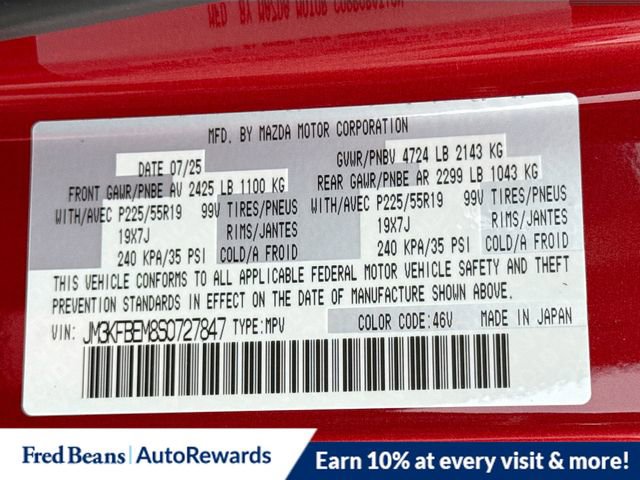 MFD. BY MAZDA MOTOR CORPORATION
DATE 07/25
GVWR/PNBV 4724 LB 2143 KG
FRONT GAWR/PNBE AV 2425 LB 1100 KG
REAR GAWR/PNBE AR 2299 LB 1043 KG
WITH/AVEC P225/55R19 99V TIRES/PNEUS
WITH/AVEC P225/55R19 99V TIRES/PNEUS
19X7J RIMS/JANTES
19X7J RIMS/JANTES
240 KPA/35 PSI COLD/A FROID
240 KPA/35 PSI COLD/A FROID
THIS VEHICLE CONFORMS TO ALL APPLICABLE FEDERAL MOTOR VEHICLE SAFETY AND THEFT
PREVENTION STANDARDS IN EFFECT ON THE DATE OF MANUFACTURE SHOWN ABOVE.
VIN: JM3KFBEM8S0727847 TYPE:MPV COLOR CODE:46V MADE IN JAPAN
Fred Beans | AutoRewards
Earn 10% at every visit & more!